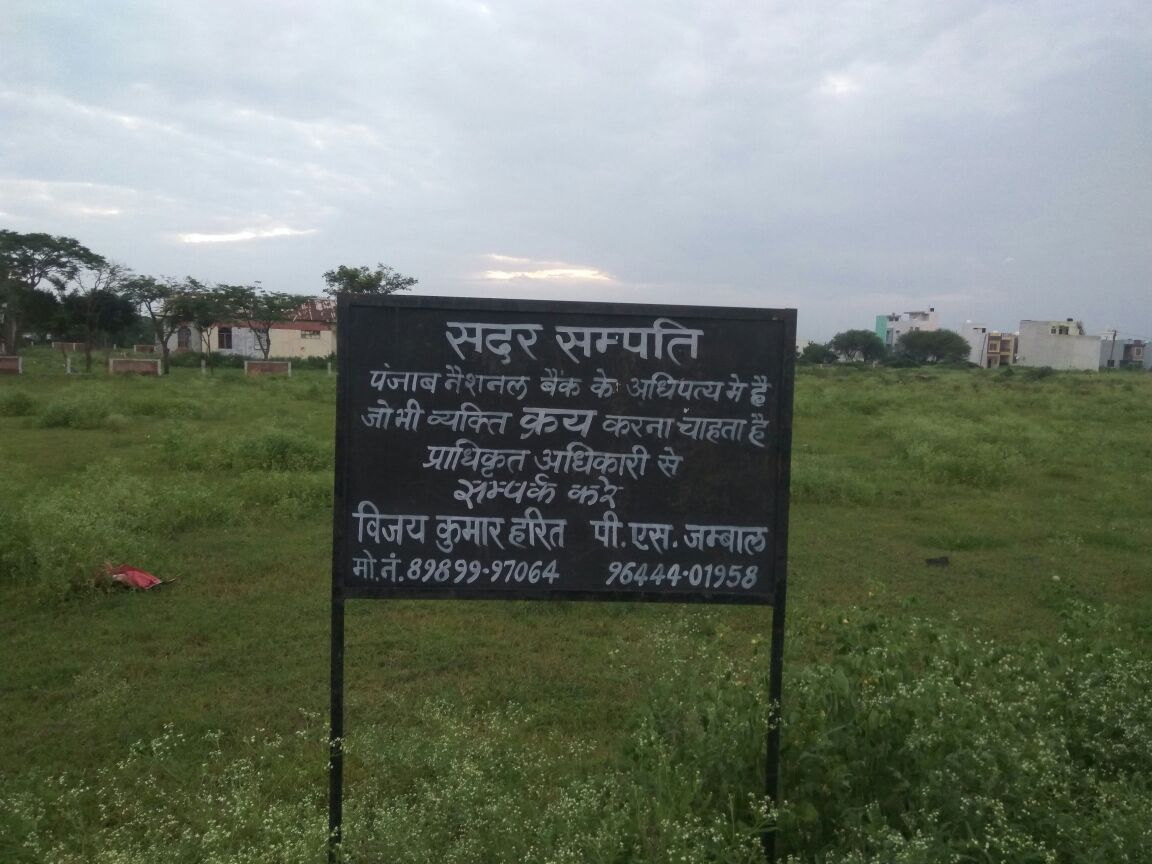 सदर सम्पति
पंजाब नैशनल बैंक के अधिपत्य मे है
जो भी व्यक्ति क्रय करना चाहता है
प्राधिकृत अधिकारी से
सम्पर्क करे
विजय कुमार हरित पी.एस.जम्बाल
मो.नं.89899-97064 96444-01958